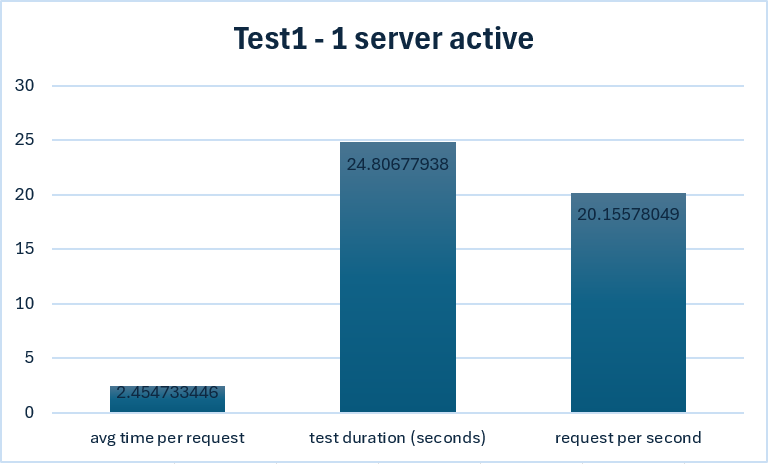 Test1 - 1 server active
30
25
24.80677938
20
20.15578049
15
10
5
2.454733446
0
avg time per request
test duration (seconds)
request per second